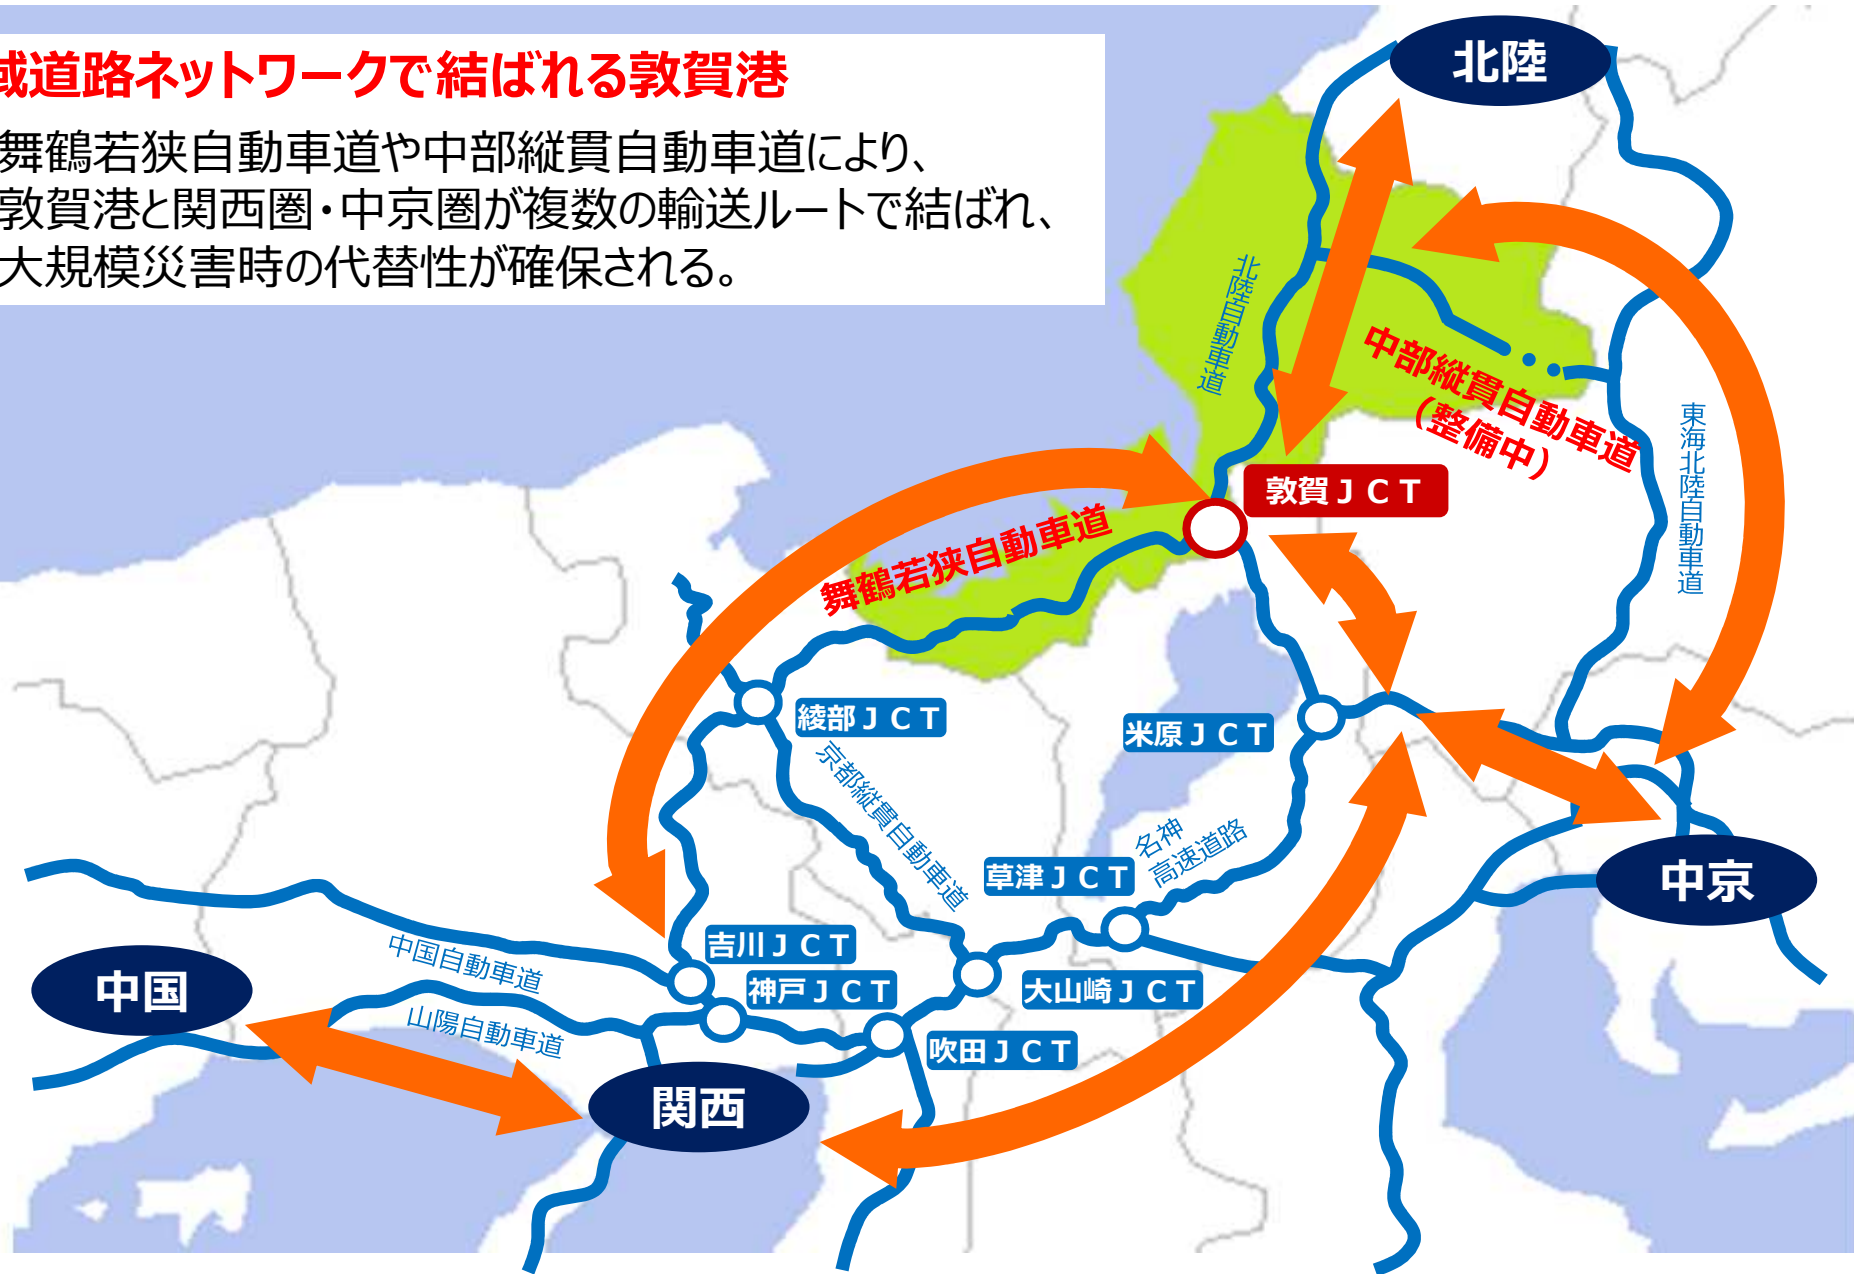 域道路ネットワークで結ばれる敦賀港
舞鶴若狭自動車道や中部縦貫自動車道により、
敦賀港と関西圏・中京圏が複数の輸送ルートで結ばれ、
大規模災害時の代替性が確保される。
北陸
北陸自動車道
中部縦貫自動車道
（整備中）
東海北陸自動車道
敦賀ＪＣＴ
舞鶴若狭自動車道
綾部ＪＣＴ
米原ＪＣＴ
京都縦貫自動車道
名神
高速道路
草津ＪＣＴ
中京
吉川ＪＣＴ
中国自動車道
中国
神戸ＪＣＴ
大山崎ＪＣＴ
山陽自動車道
吹田ＪＣＴ
関西